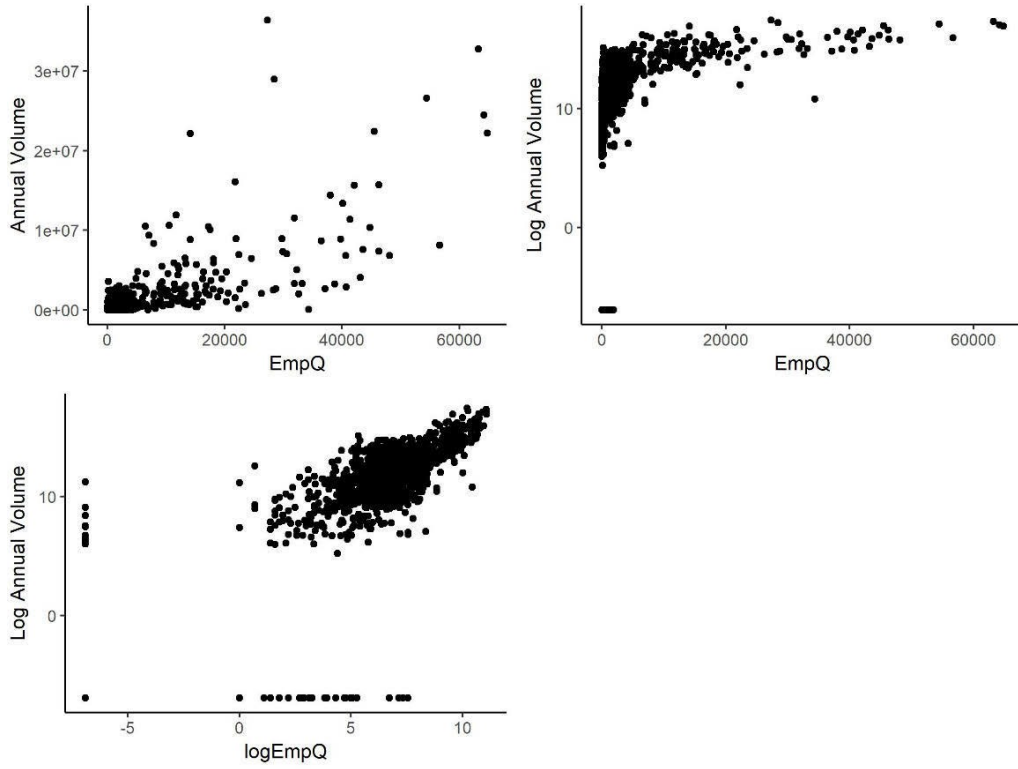 3e+07
2e+07
1e+07
0e+00
Annual Volume
0 20000 40000 60000
EmpQ
10
0
Log Annual Volume
0 20000 40000 60000
EmpQ
10
0
Log Annual Volume
-5 0 5 10
logEmpQ